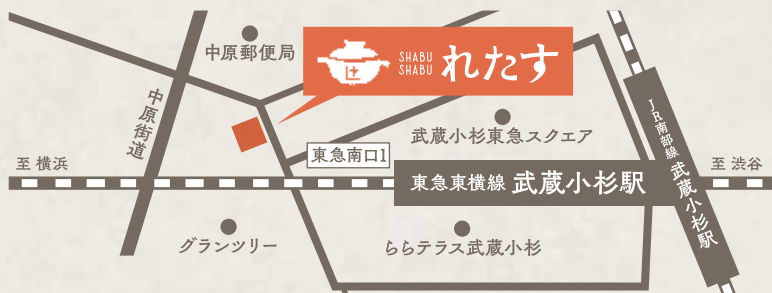 中原郵便局
SHABU
SHABU
れたす
中原街道
武蔵小杉東急スクエア
JR南部線 武蔵小杉駅
東急南口1
至 横浜
至 渋谷
東急東横線 武蔵小杉駅
グランツリー
ららテラス武蔵小杉